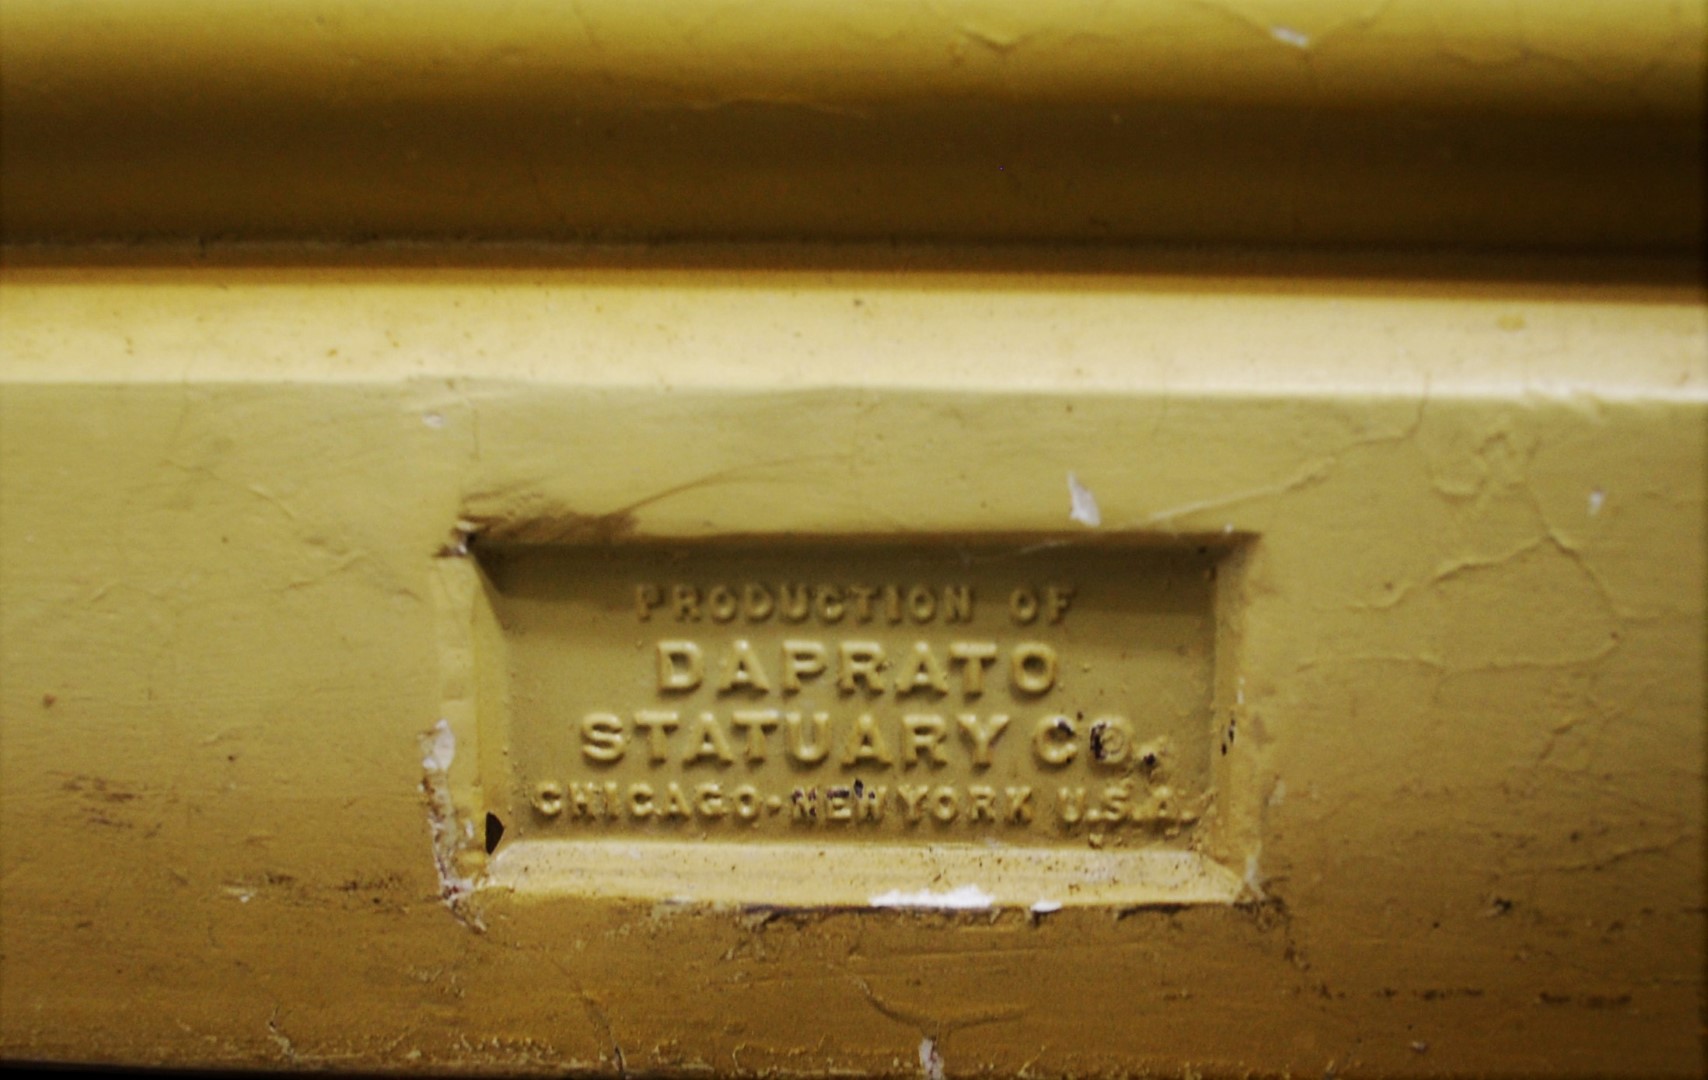 PRODUCTION OF
DAPRATO
STATUARY CO.
CHICAGO-NEW YORK U.S.A.